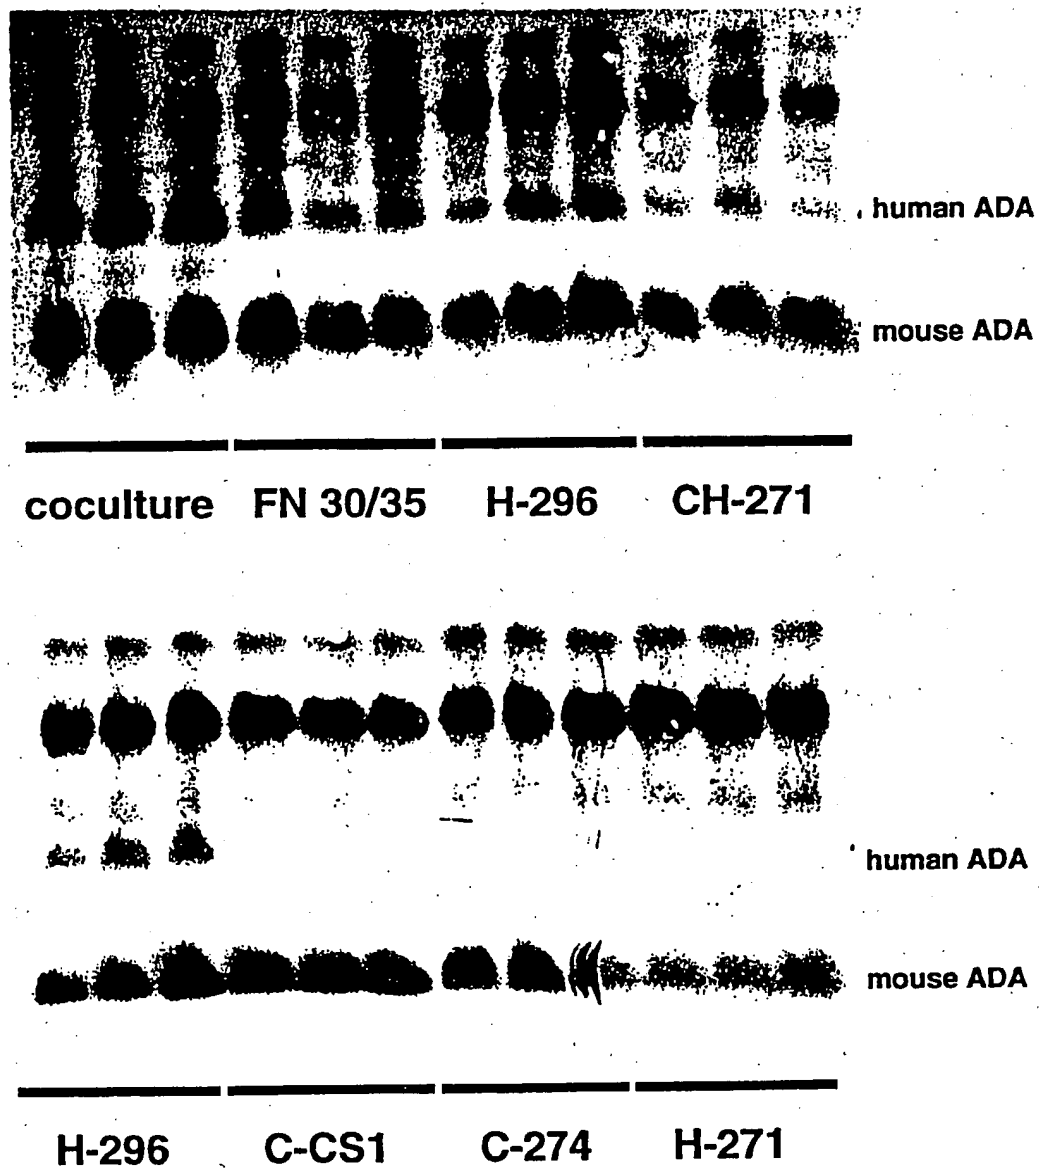 human ADA
mouse ADA
coculture FN 30/35 H-296 CH-271
human ADA
mouse ADA
H-296 C-CS1 C-274 H-271